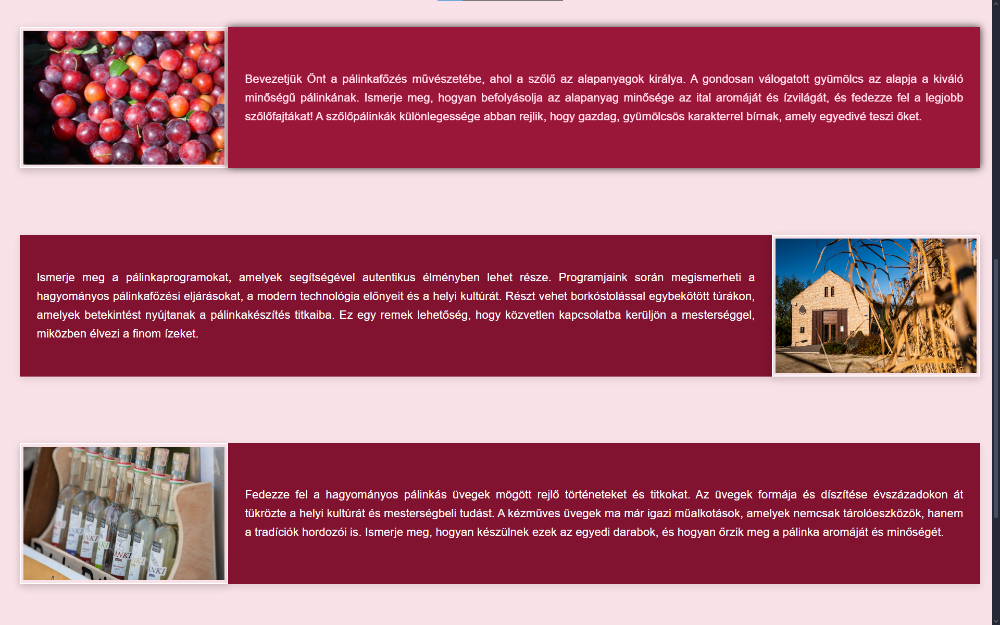 Bevezetjük Önt a pálinkafőzés művészetébe, ahol a szőlő az alapanyagok királya. A gondosan válogatott gyümölcs az alapja a kiváló
minőségű pálinkának. Ismerje meg, hogyan befolyásolja az alapanyag minősége az ital aromáját és ízvilágát, és fedezze fel a legjobb
szőlőfajtákat! A szőlőpálinkák különlegessége abban rejlik, hogy gazdag, gyümölcsös karakterrel bírnak, amely egyedivé teszi őket.
Ismerje meg a pálinkaprogramokat, amelyek segítségével autentikus élményben lehet része. Programjaink során megismerheti a
hagyományos pálinkafőzési eljárásokat, a modern technológia előnyeit és a helyi kultúrát. Részt vehet borkóstolással egybekötött túrákon,
amelyek betekintést nyújtanak a pálinkakészítés titkaiba. Ez egy remek lehetőség, hogy közvetlen kapcsolatba kerüljön a mesterséggel,
miközben élvezi a finom ízeket.
Fedezze fel a hagyományos pálinkás üvegek mögött rejlő történeteket és titkokat. Az üvegek formája és díszítése évszázadokon át
tükrözte a helyi kultúrát és mesterségbeli tudást. A kézműves üvegek ma már igazi műalkotások, amelyek nemcsak tárolóeszközök, hanem
a tradíciók hordozói is. Ismerje meg, hogyan készülnek ezek az egyedi darabok, és hogyan őrzik meg a pálinka aromáját és minőségét.
ÁNKI